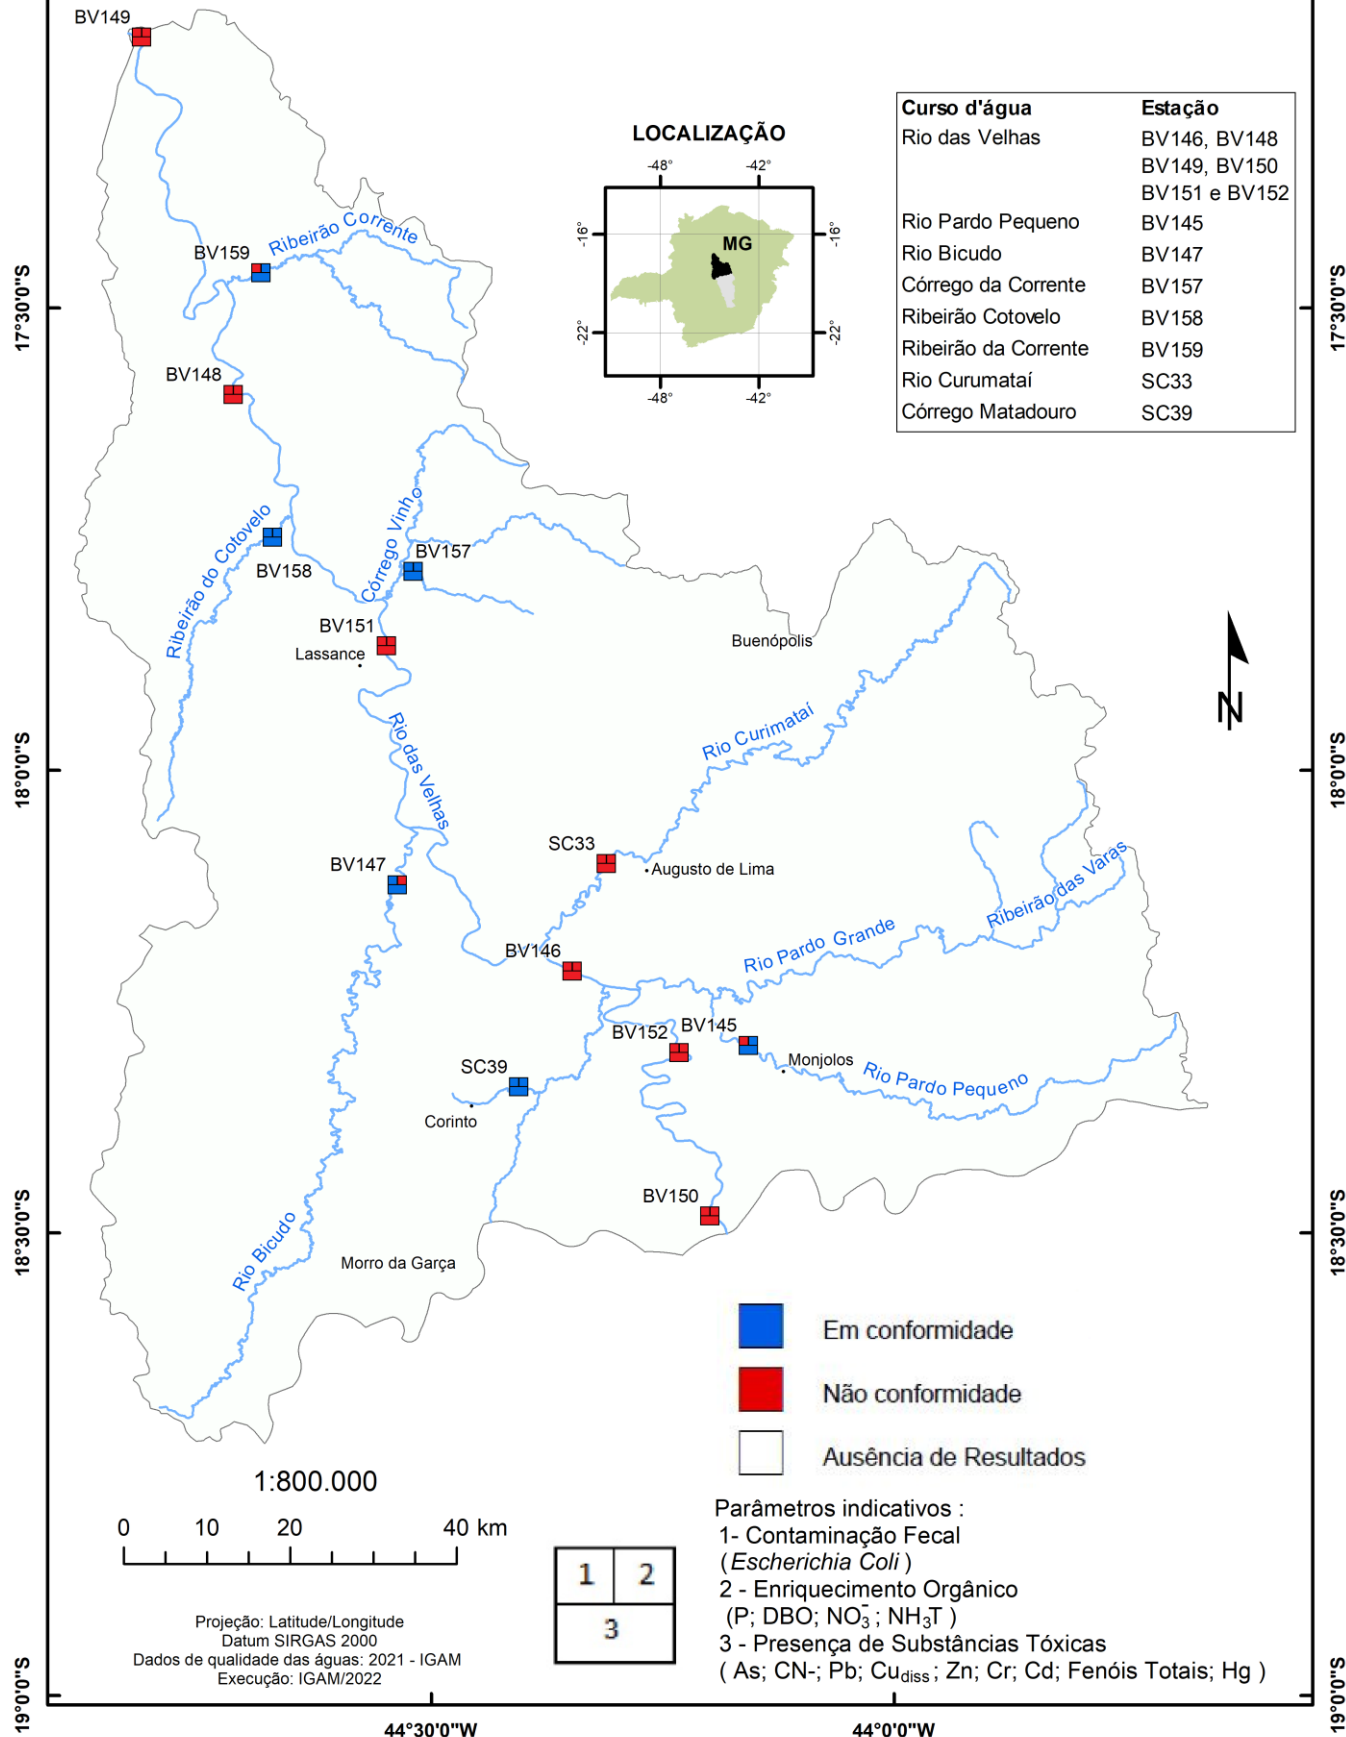 BV149
LOCALIZAÇÃO
-48°
-42°
-16°
-16°
MG
-22°
-22°
-48°
-42°
Curso d'água Estação
Rio das Velhas BV146, BV148
BV149, BV150
BV151 e BV152
Rio Pardo Pequeno BV145
Rio Bicudo BV147
Córrego da Corrente BV157
Ribeirão Cotovelo BV158
Ribeirão da Corrente BV159
Rio Curumataí SC33
Córrego Matadouro SC39
BV159
Ribeirão Corrente
17°30'0"S
17°30'0"S
BV148
Córrego Vinho
Ribeirão do Cotovelo
BV157
BV158
BV151
Lassance
Buenópolis
N
Rio das Velhas
Rio Curimataí
18°0'0"S
18°0'0"S
SC33
BV147
Augusto de Lima
Ribeirão das Varas
Rio Pardo Grande
BV146
BV152
BV145
Monjolos
SC39
Rio Pardo Pequeno
Corinto
BV150
18°30'0"S
18°30'0"S
Rio Bicudo
Morro da Garça
Em conformidade
Não conformidade
Ausência de Resultados
1:800.000
0 10 20 40 km
Projeção: Latitude/Longitude
Datum SIRGAS 2000
Dados de qualidade das águas: 2021 - IGAM
Execução: IGAM/2022
1 2
3
Parâmetros indicativos :
1- Contaminação Fecal
(Escherichia Coli )
2 - Enriquecimento Orgânico
(P; DBO; NO₃⁻; NH₃T )
3 - Presença de Substâncias Tóxicas
( As; CN-; Pb; Cudiss; Zn; Cr; Cd; Fenóis Totais; Hg )
19°0'0"S
19°0'0"S
44°30'0"W
44°0'0"W